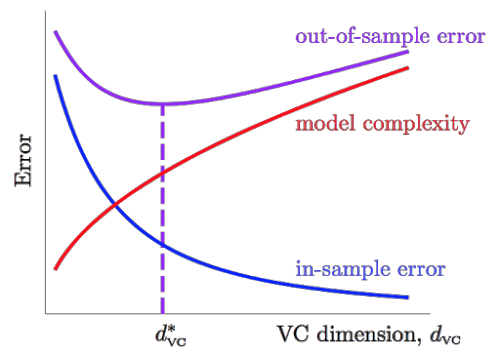 out-of-sample error
model complexity
Error
in-sample error
d*VC
VC dimension, dVC